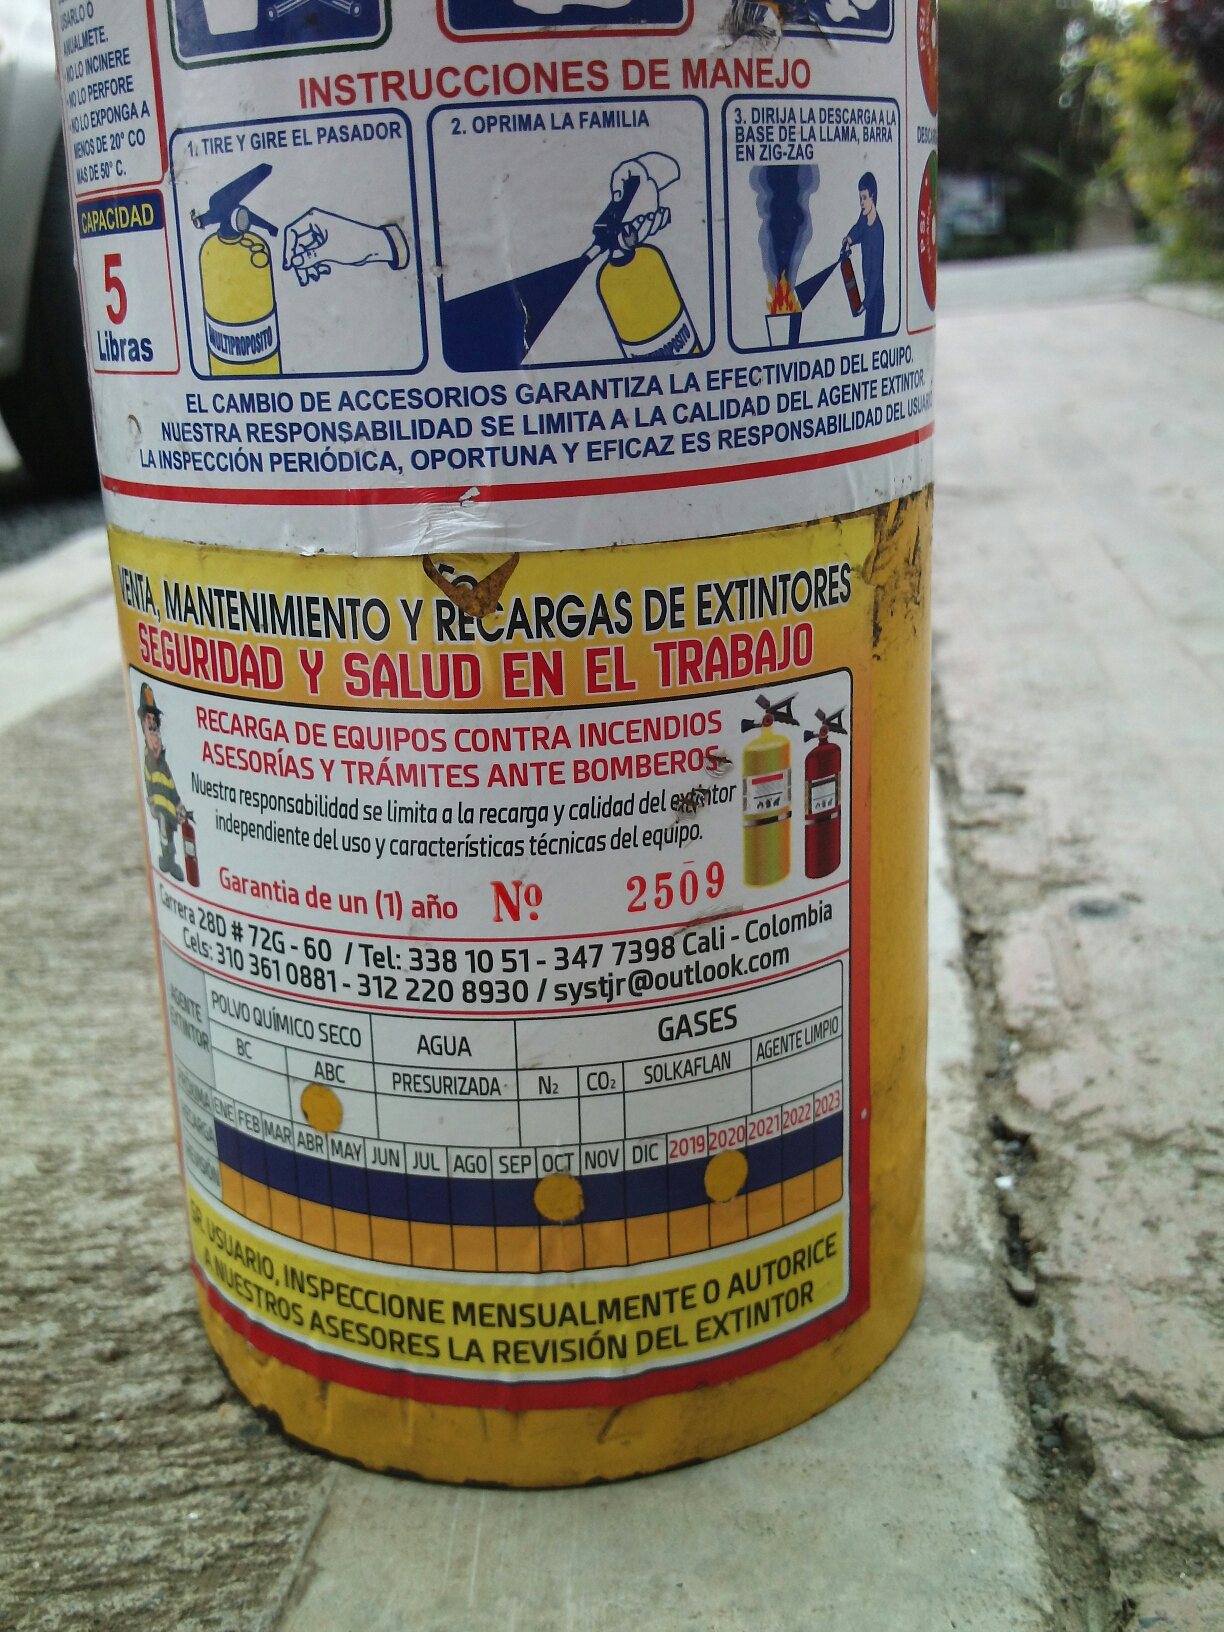 USARLO O
ANUALMETE.
• NO LO INCINERE
• NO LO PERFORE
• NO LO EXPONGA A
MENOS DE 20° C O
MAS DE 50° C.
CAPACIDAD
5
Libras
INSTRUCCIONES DE MANEJO
1. TIRE Y GIRE EL PASADOR
MULTIPROPOSITO
2. OPRIMA LA FAMILIA
3. DIRIJA LA DESCARGA A LA
BASE DE LA LLAMA, BARRA
EN ZIG-ZAG
EL CAMBIO DE ACCESORIOS GARANTIZA LA EFECTIVIDAD DEL EQUIPO.
NUESTRA RESPONSABILIDAD SE LIMITA A LA CALIDAD DEL AGENTE EXTINTOR.
LA INSPECCIÓN PERIÓDICA, OPORTUNA Y EFICAZ ES RESPONSABILIDAD DEL USUARIO
VENTA, MANTENIMIENTO Y RECARGAS DE EXTINTORES
SEGURIDAD Y SALUD EN EL TRABAJO
RECARGA DE EQUIPOS CONTRA INCENDIOS
ASESORÍAS Y TRÁMITES ANTE BOMBEROS
Nuestra responsabilidad se limita a la recarga y calidad del extintor
independiente del uso y características técnicas del equipo.
Garantia de un (1) año Nº 2509
Carrera 28D # 72G - 60 / Tel: 338 10 51 - 347 7398 Cali - Colombia
Cels: 310 361 0881 - 312 220 8930 / systjr@outlook.com
AGENTE EXTINTOR
POLVO QUÍMICO SECO AGUA GASES
BC ABC PRESURIZADA N₂ CO₂ SOLKAFLAN AGENTE LIMPIO
RECARGA ENE FEB MAR ABR MAY JUN JUL AGO SEP OCT NOV DIC 2019 2020 2021 2022 2023
SR. USUARIO, INSPECCIONE MENSUALMENTE O AUTORICE
A NUESTROS ASESORES LA REVISIÓN DEL EXTINTOR